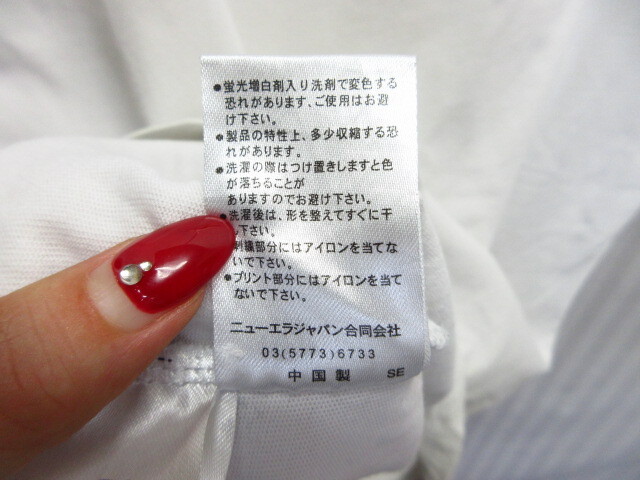 ●蛍光増白剤入り洗剤で変色する
恐れがあります、ご使用はお避
け下さい。
●製品の特性上、多少収縮する恐
れがあります。
●洗濯の際はつけ置きしますと色
が落ちることが
ありますのでお避け下さい。
●洗濯後は、形を整えてすぐに干
し下さい。
刺繍部分にはアイロンを当てな
いで下さい。
●プリント部分にはアイロンを当て
ないで下さい。
ニューエラジャパン合同会社
03(5773)6733
中国製 SE